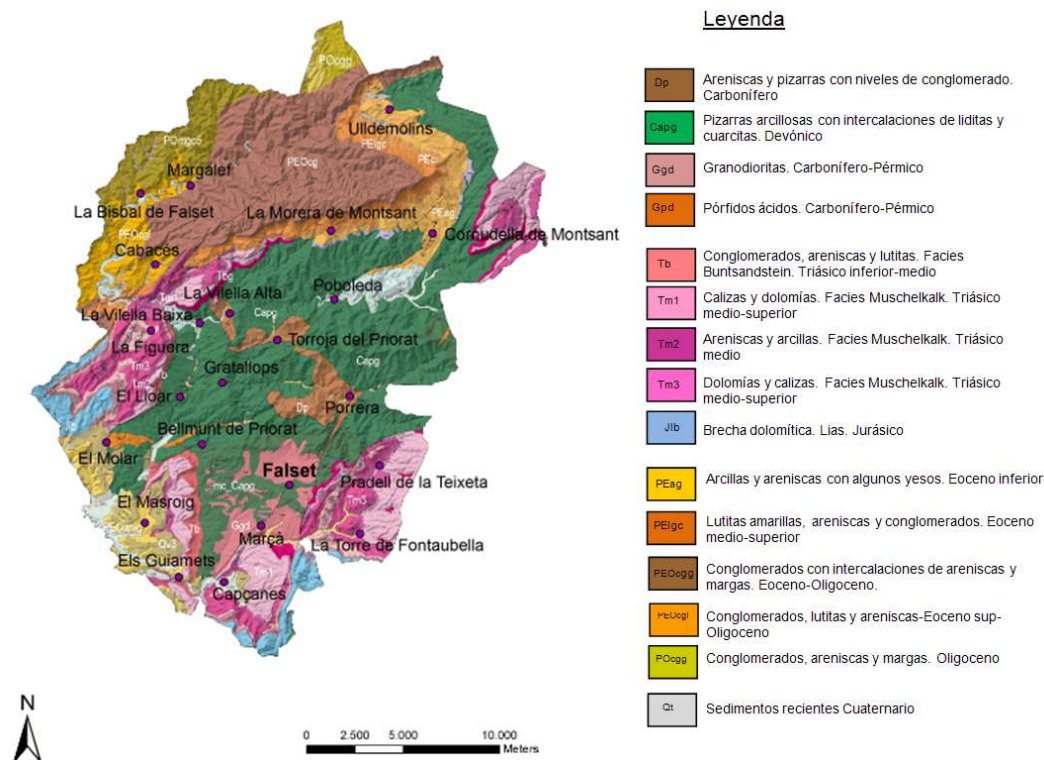 Leyenda
Dp
Areniscas y pizarras con niveles de conglomerado.
Carbonífero
Capg
Pizarras arcillosas con intercalaciones de liditas y
cuarcitas. Devónico
Ggd
Granodioritas. Carbonífero-Pérmico
Gpd
Pórfidos ácidos. Carbonífero-Pérmico
Tb
Conglomerados, areniscas y lutitas. Facies
Buntsandstein. Triásico inferior-medio
Tm1
Calizas y dolomías. Facies Muschelkalk. Triásico
medio-superior
Tm2
Areniscas y arcillas. Facies Muschelkalk. Triásico
medio
Tm3
Dolomías y calizas. Facies Muschelkalk. Triásico
medio-superior
Jlb
Brecha dolomítica. Lias. Jurásico
PEag
Arcillas y areniscas con algunos yesos. Eoceno inferior
PElgc
Lutitas amarillas, areniscas y conglomerados. Eoceno
medio-superior
PEOcgg
Conglomerados con intercalaciones de areniscas y
margas. Eoceno-Oligoceno.
PEOcgl
Conglomerados, lutitas y areniscas-Eoceno sup-
Oligoceno
POcgg
Conglomerados, areniscas y margas. Oligoceno
Qt
Sedimentos recientes Cuaternario
POcgg
Ulldemolins
PElgc
POmgc5
PEOcg
Margalef
La Bisbal de Falset
La Morera de Montsant
PEag
Cornudella de Montsant
Cabacés
La Vilella Alta
Poboleda
La Vilella Baixa
Capg
La Figuera
Torroja del Priorat
Capg
Tm3
Tm2
Gratallops
El Lloar
Dp
Porrera
Bellmunt de Priorat
El Molar
Falset
mc_Capg
Pradell de la Teixeta
El Masroig
Tm3
Tb
Ggd
Marçà
La Torre de Fontaubella
Els Guiamets
Tm1
Capçanes
N
0 2.500 5.000 10.000
Meters